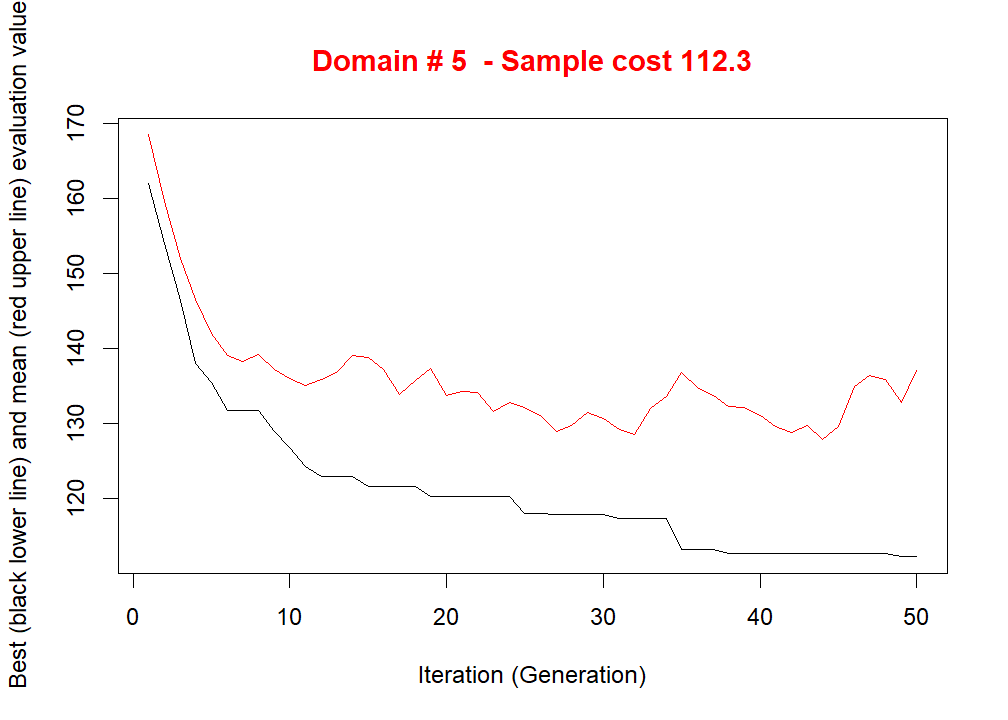 Domain # 5  - Sample cost 112.3
Best (black lower line) and mean (red upper line) evaluation value
170
160
150
140
130
120
0 10 20 30 40 50
Iteration (Generation)